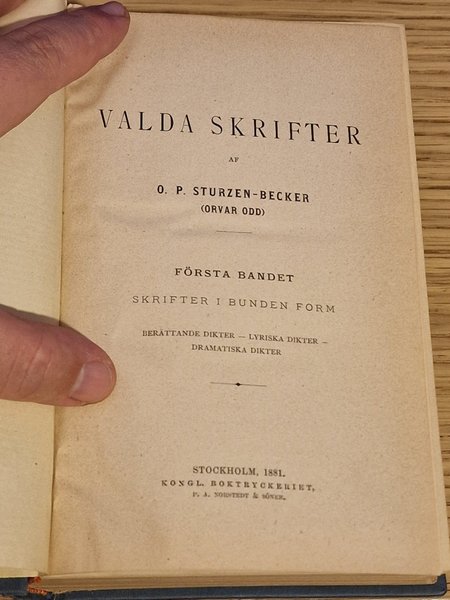 VALDA SKRIFTER
AF
O. P. STURZEN-BECKER
(ORVAR ODD)
FÖRSTA BANDET
SKRIFTER I BUNDEN FORM
BERÄTTANDE DIKTER — LYRISKA DIKTER —
DRAMATISKA DIKTER
STOCKHOLM, 1881.
KONGL. BOKTRYCKERIET,
P. A. NORSTEDT & SÖNER.